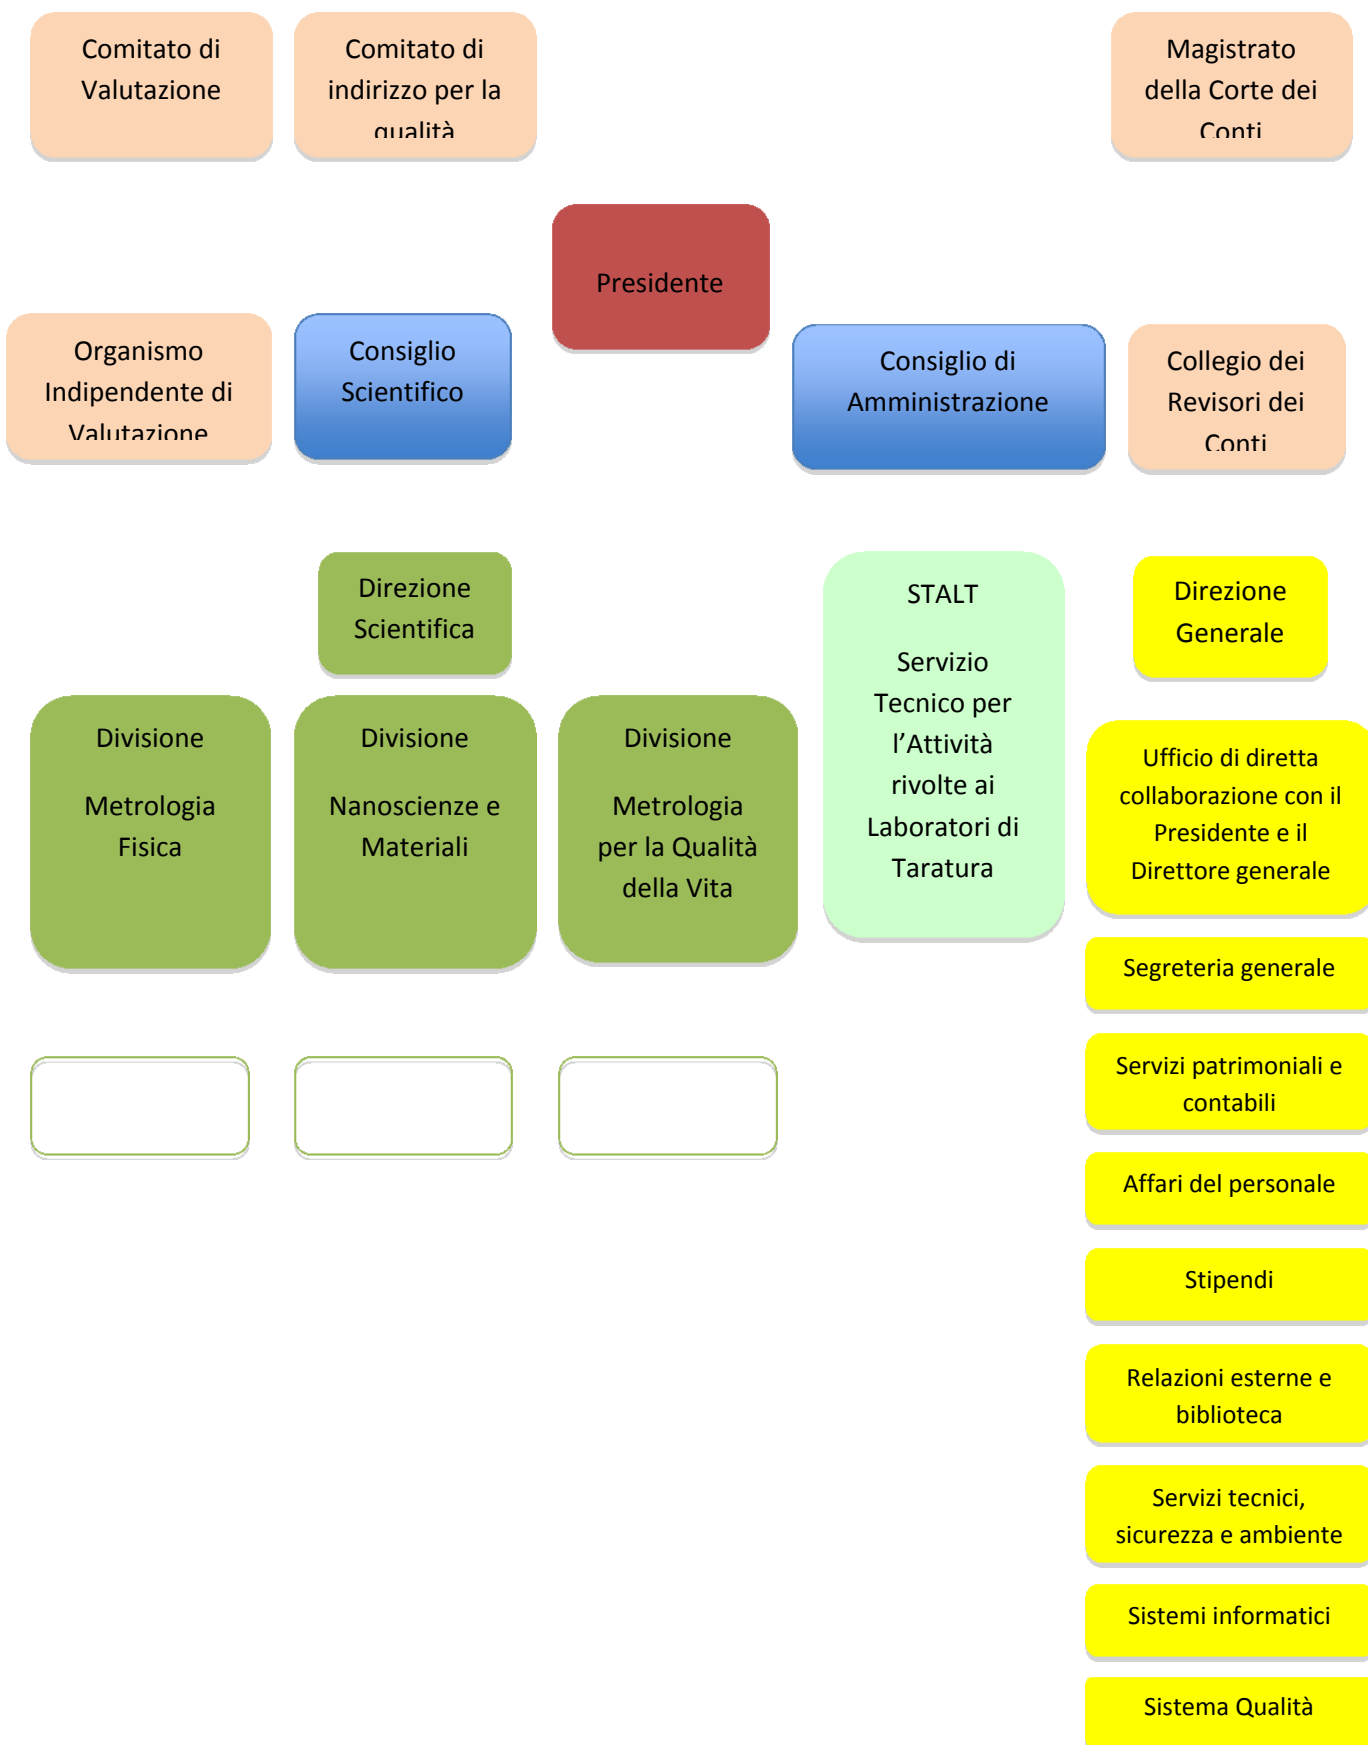 Comitato di
Valutazione
Comitato di
indirizzo per la
qualità
Magistrato
della Corte dei
Conti
Presidente
Organismo
Indipendente di
Valutazione
Consiglio
Scientifico
Consiglio di
Amministrazione
Collegio dei
Revisori dei
Conti
Direzione
Scientifica
STALT
Servizio
Tecnico per
l’Attività
rivolte ai
Laboratori di
Taratura
Direzione
Generale
Divisione
Metrologia
Fisica
Divisione
Nanoscienze e
Materiali
Divisione
Metrologia
per la Qualità
della Vita
Ufficio di diretta
collaborazione con il
Presidente e il
Direttore generale
Segreteria generale
Servizi patrimoniali e
contabili
Affari del personale
Stipendi
Relazioni esterne e
biblioteca
Servizi tecnici,
sicurezza e ambiente
Sistemi informatici
Sistema Qualità